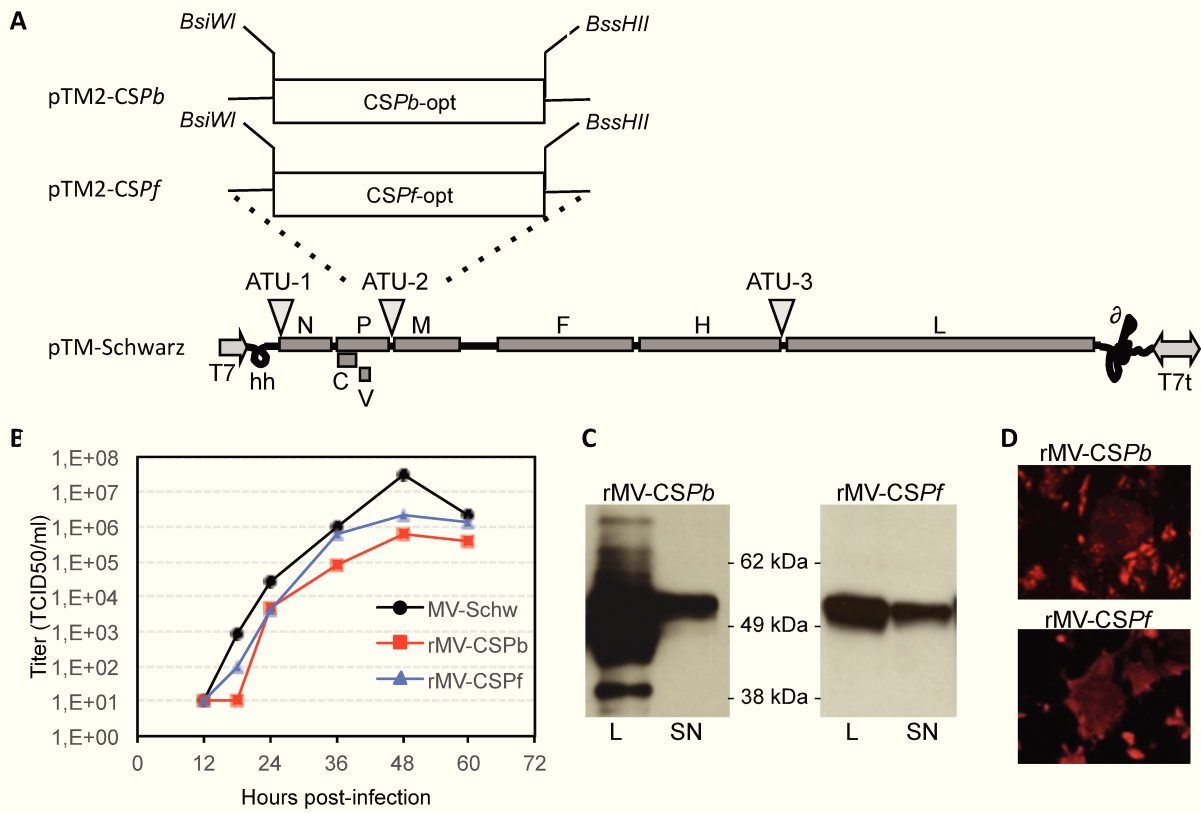 A
BsiWI
BssHII
pTM2-CSPb
CSPb-opt
BsiWI
BssHII
pTM2-CSPf
CSPf-opt
ATU-1
ATU-2
ATU-3
N
P
M
F
H
L
∂
pTM-Schwarz
T7
hh
C
V
T7t
B
Titer (TCID50/ml)
1,E+08
1,E+07
1,E+06
1,E+05
1,E+04
1,E+03
1,E+02
1,E+01
1,E+00
MV-Schw
rMV-CSPb
rMV-CSPf
0
12
24
36
48
60
72
Hours post-infection
C
rMV-CSPb
rMV-CSPf
- 62 kDa -
- 49 kDa -
- 38 kDa -
L
SN
L
SN
D
rMV-CSPb
rMV-CSPf